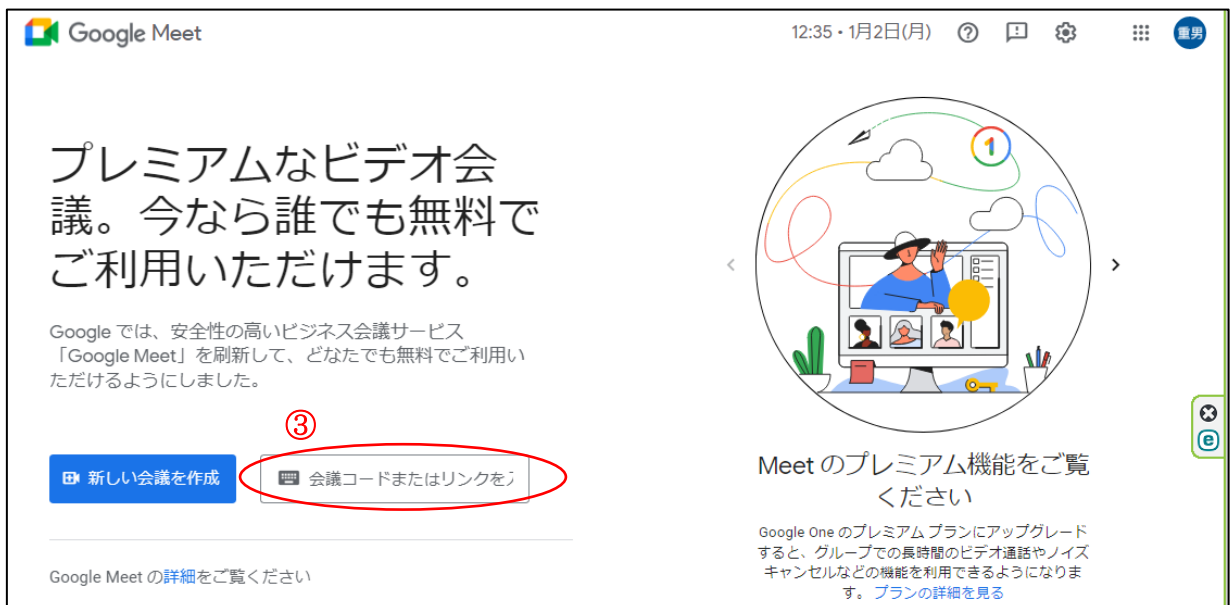 Google Meet
12:35・1月2日(月)
重男
プレミアムなビデオ会
議。今なら誰でも無料で
ご利用いただけます。
Google では、安全性の高いビジネス会議サービス
「Google Meet」を刷新して、どなたでも無料でご利用い
ただけるようにしました。
③
新しい会議を作成
会議コードまたはリンクを
Google Meet の詳細をご覧ください
1
Meet のプレミアム機能をご覧
ください
Google One のプレミアム プランにアップグレード
すると、グループでの長時間のビデオ通話やノイズ
キャンセルなどの機能を利用できるようになりま
す。 プランの詳細を見る
e